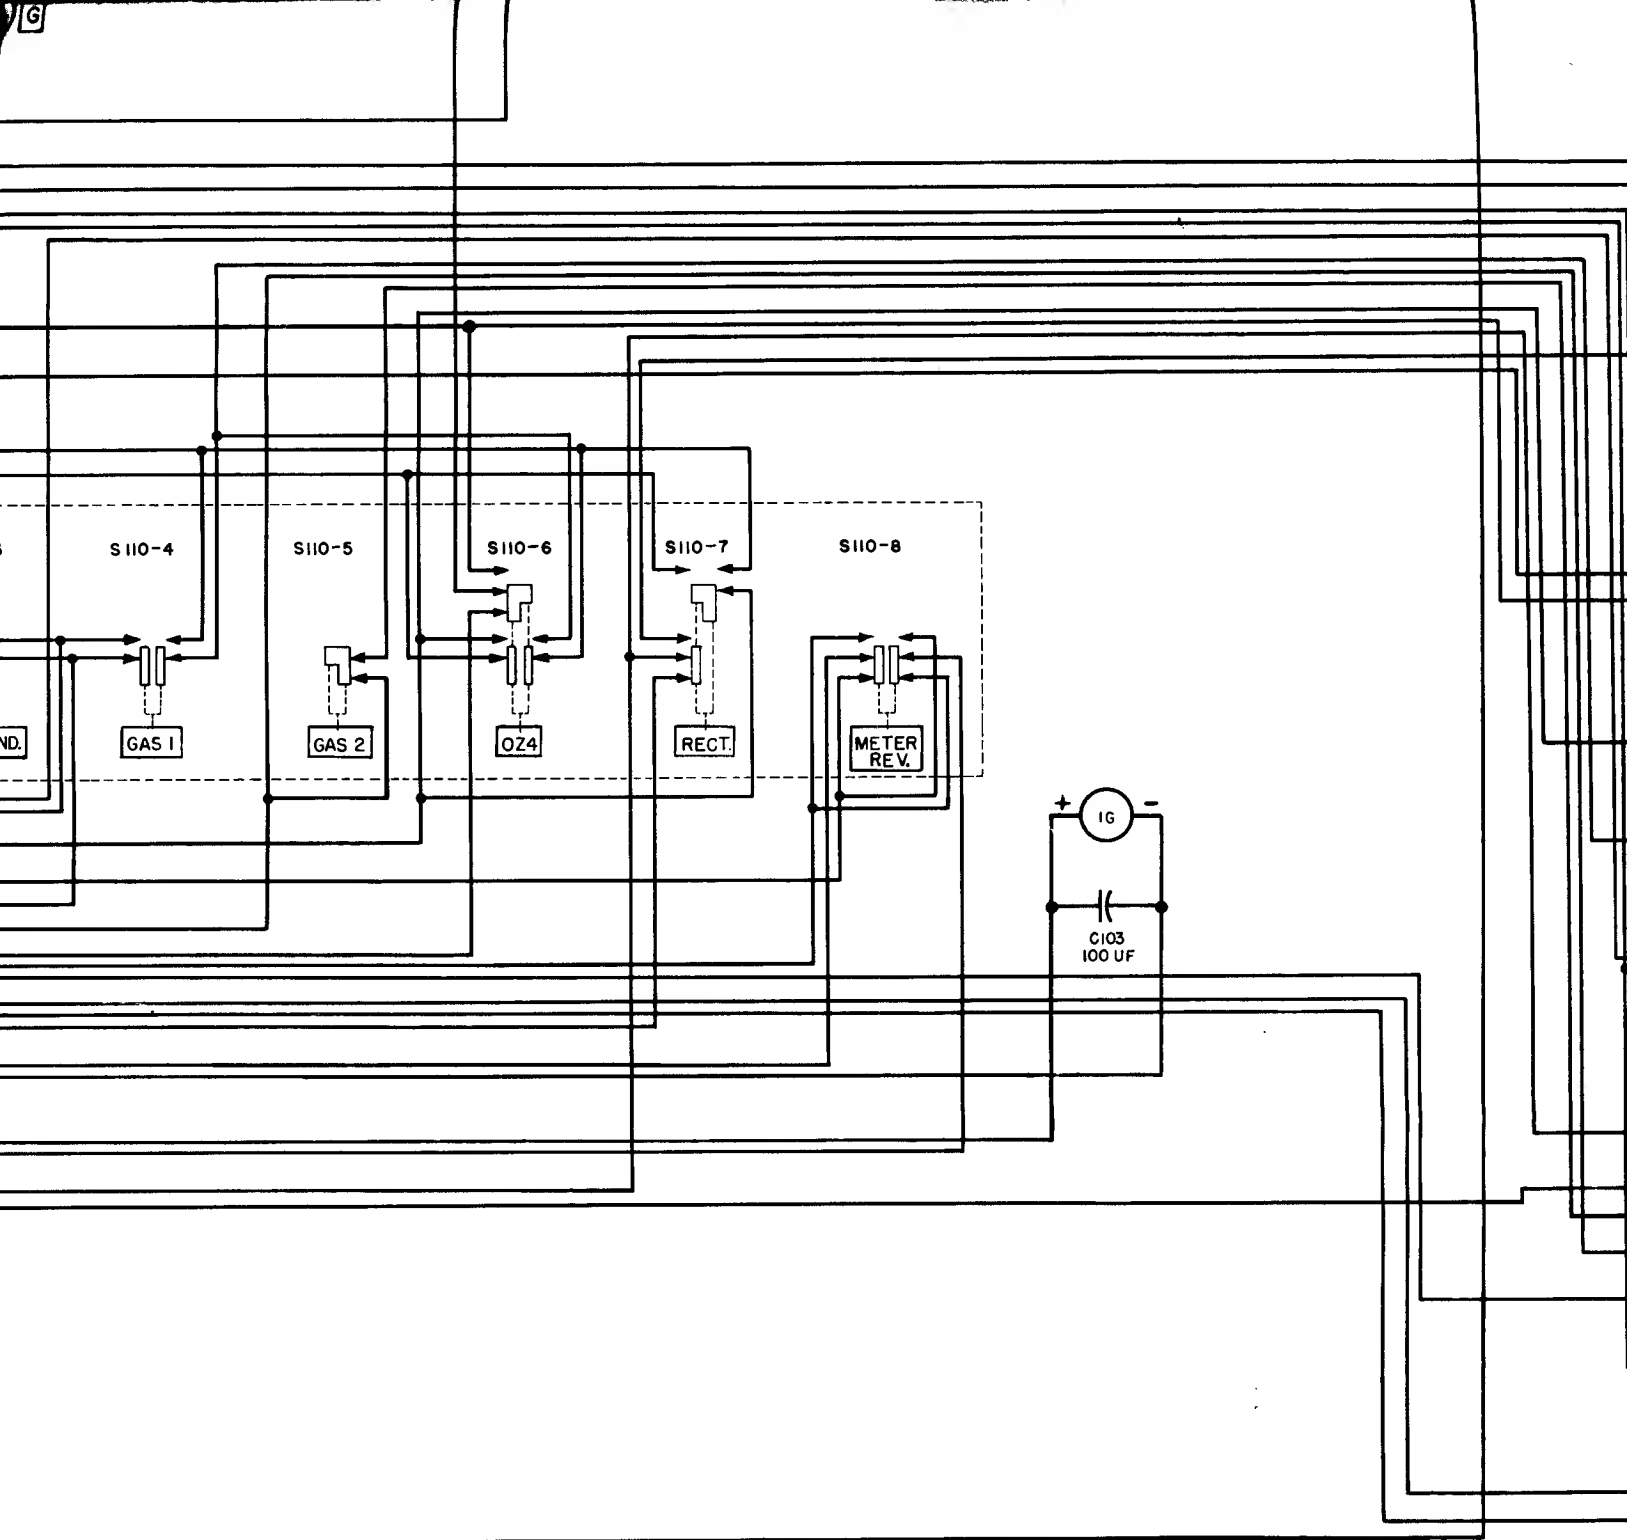 G
S110-4
S110-5
S110-6
S110-7
S110-8
ND.
GAS 1
GAS 2
OZ4
RECT.
METER
REV.
+
-
1G
C103
100 UF